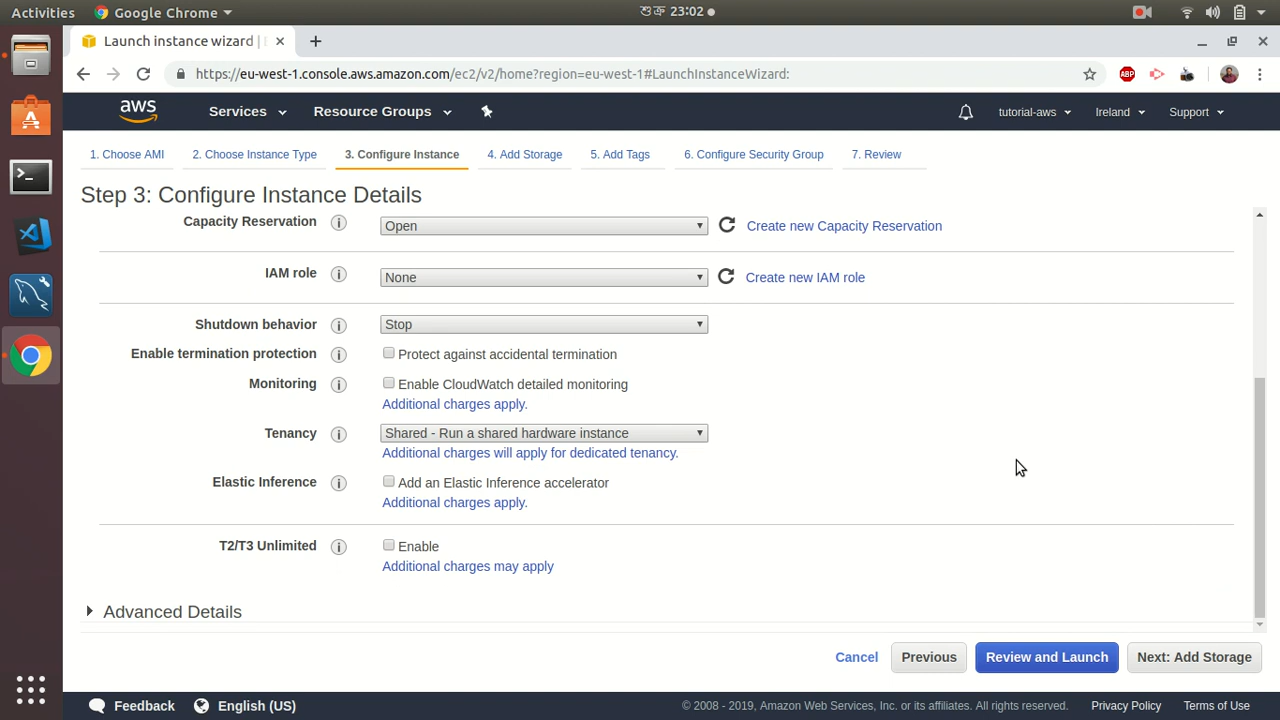 Activities Google Chrome শুক্র 23:02
Launch instance wizard |
https://eu-west-1.console.aws.amazon.com/ec2/v2/home?region=eu-west-1#LaunchInstanceWizard:
ABP
aws Services Resource Groups tutorial-aws Ireland Support
1. Choose AMI 2. Choose Instance Type 3. Configure Instance 4. Add Storage 5. Add Tags 6. Configure Security Group 7. Review
Step 3: Configure Instance Details
Capacity Reservation Open Create new Capacity Reservation
IAM role None Create new IAM role
Shutdown behavior Stop
Enable termination protection Protect against accidental termination
Monitoring Enable CloudWatch detailed monitoring
Additional charges apply.
Tenancy Shared - Run a shared hardware instance
Additional charges will apply for dedicated tenancy.
Elastic Inference Add an Elastic Inference accelerator
Additional charges apply.
T2/T3 Unlimited Enable
Additional charges may apply
Advanced Details
Cancel Previous Review and Launch Next: Add Storage
Feedback English (US) © 2008 - 2019, Amazon Web Services, Inc. or its affiliates. All rights reserved. Privacy Policy Terms of Use